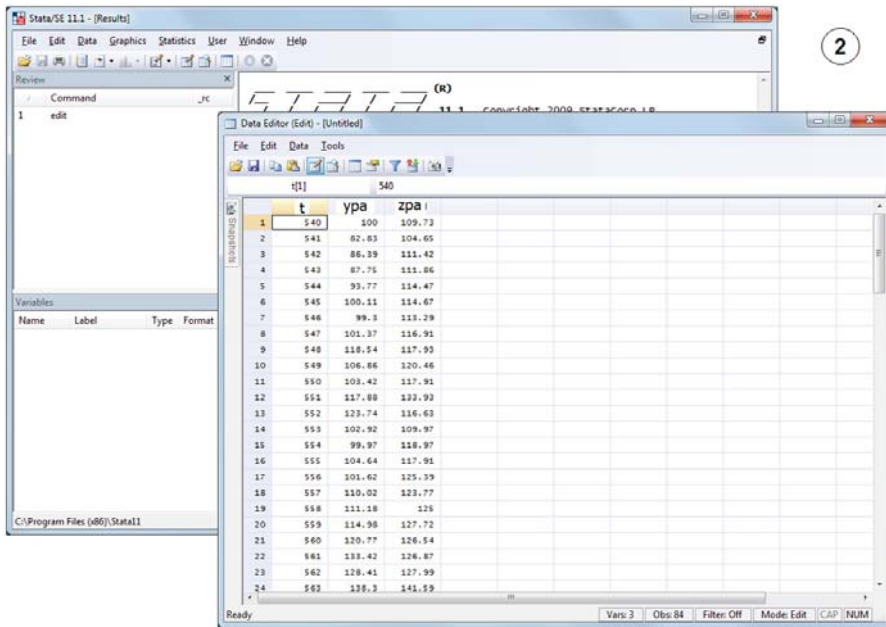 Stata/SE 11.1 - [Results]
File Edit Data Graphics Statistics User Window Help
2
Review
Command _rc
1 edit
STATA (R)
11.1 Copyright 2009 StataCorp LP
Data Editor (Edit) - [Untitled]
File Edit Data Tools
t[1] 540
Snapshots
t ypa zpa
1 540 100 109.73
2 541 82.83 104.65
3 542 86.39 111.42
4 543 87.75 111.86
5 544 93.77 114.47
6 545 100.11 114.67
7 546 99.3 113.29
8 547 101.37 116.91
9 548 118.54 117.93
10 549 106.86 120.46
11 550 103.42 117.91
12 551 117.88 133.93
13 552 123.74 116.63
14 553 102.92 109.97
15 554 99.97 118.97
16 555 104.64 117.91
17 556 101.62 125.39
18 557 110.02 123.77
19 558 111.18 125
20 559 114.98 127.72
21 560 120.77 126.54
22 561 133.42 126.87
23 562 128.41 127.99
24 563 138.3 141.59
Variables
Name Label Type Format
C:\Program Files (x86)\Stata11
Ready Vars: 3 Obs: 84 Filter: Off Mode: Edit CAP NUM